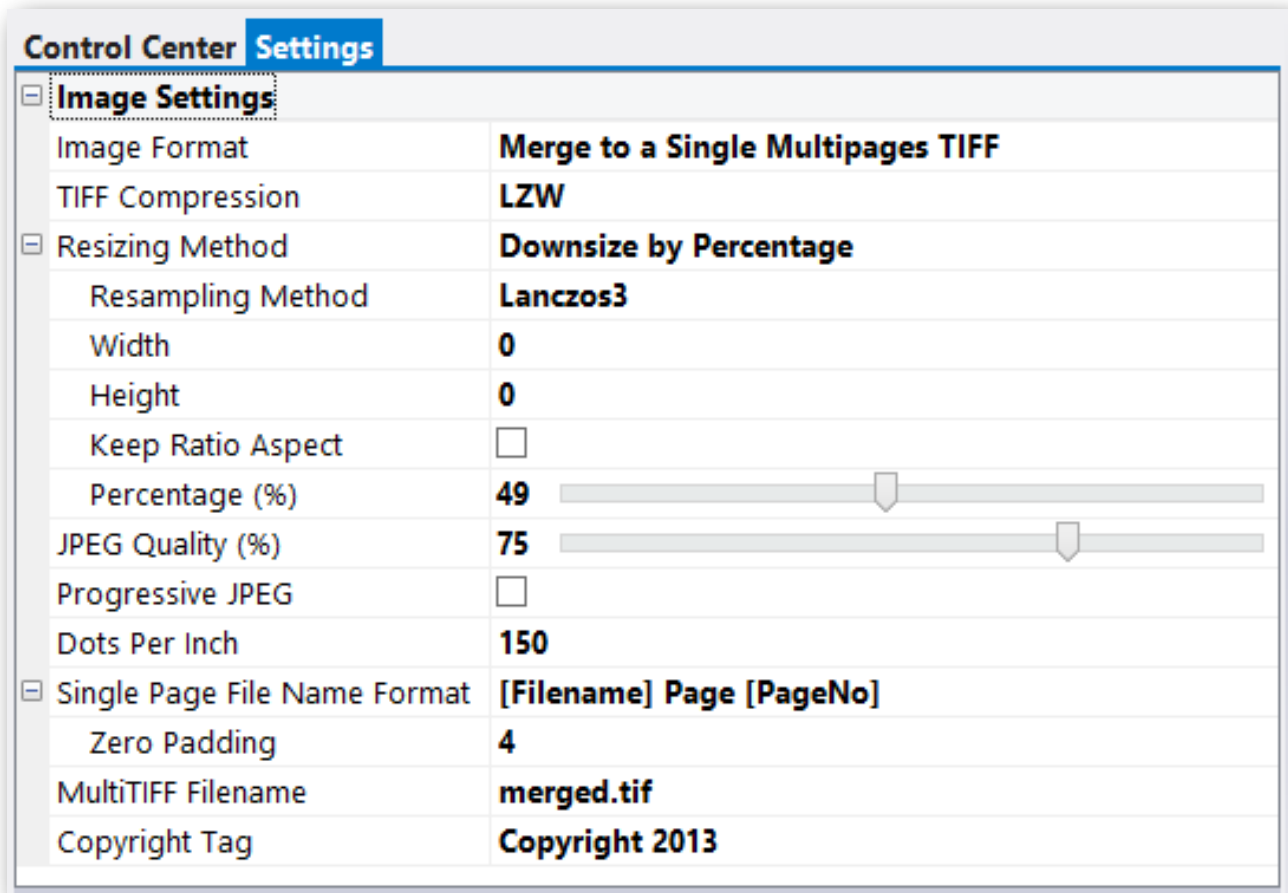 Control Center Settings
Image Settings
Image Format Merge to a Single Multipages TIFF
TIFF Compression LZW
Resizing Method Downsize by Percentage
Resampling Method Lanczos3
Width 0
Height 0
Keep Ratio Aspect
Percentage (%) 49
JPEG Quality (%) 75
Progressive JPEG
Dots Per Inch 150
Single Page File Name Format [Filename] Page [PageNo]
Zero Padding 4
MultiTIFF Filename merged.tif
Copyright Tag Copyright 2013